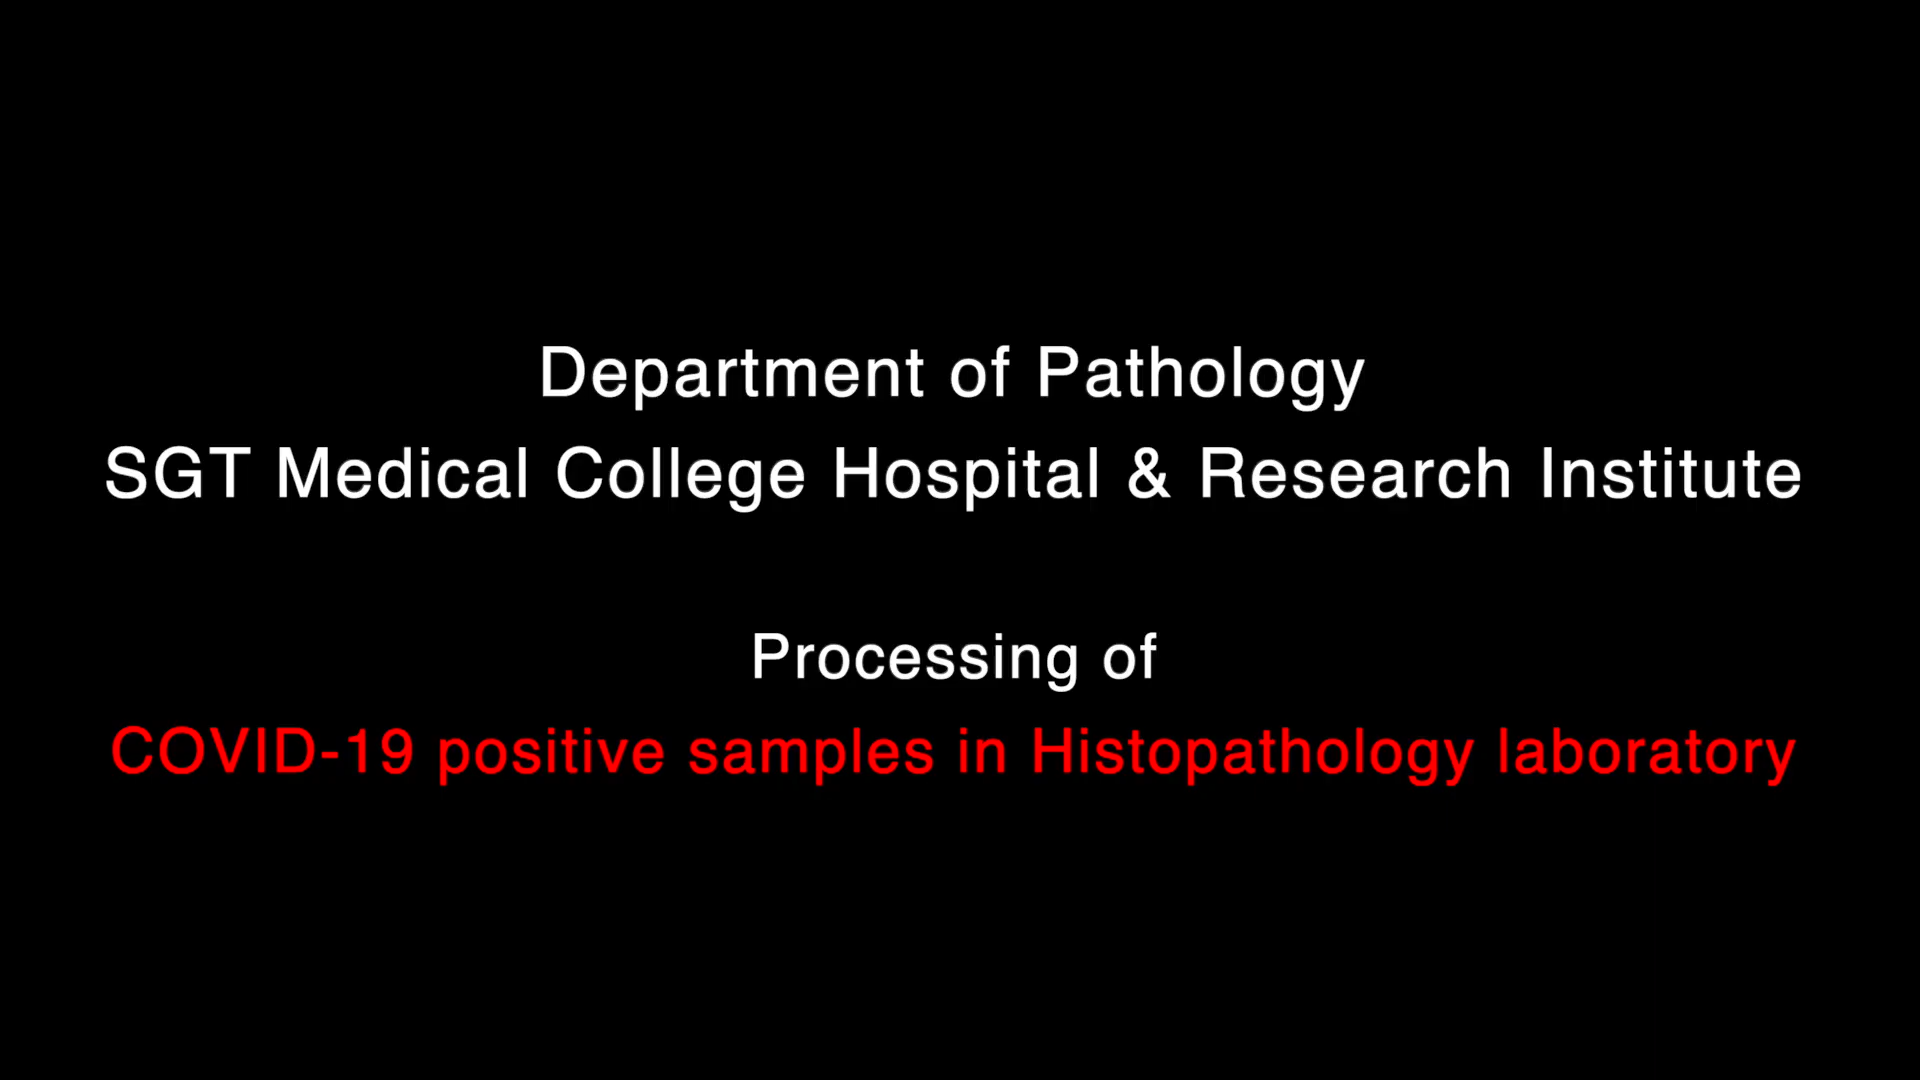 Department of Pathology
SGT Medical College Hospital & Research Institute
Processing of
COVID-19 positive samples in Histopathology laboratory